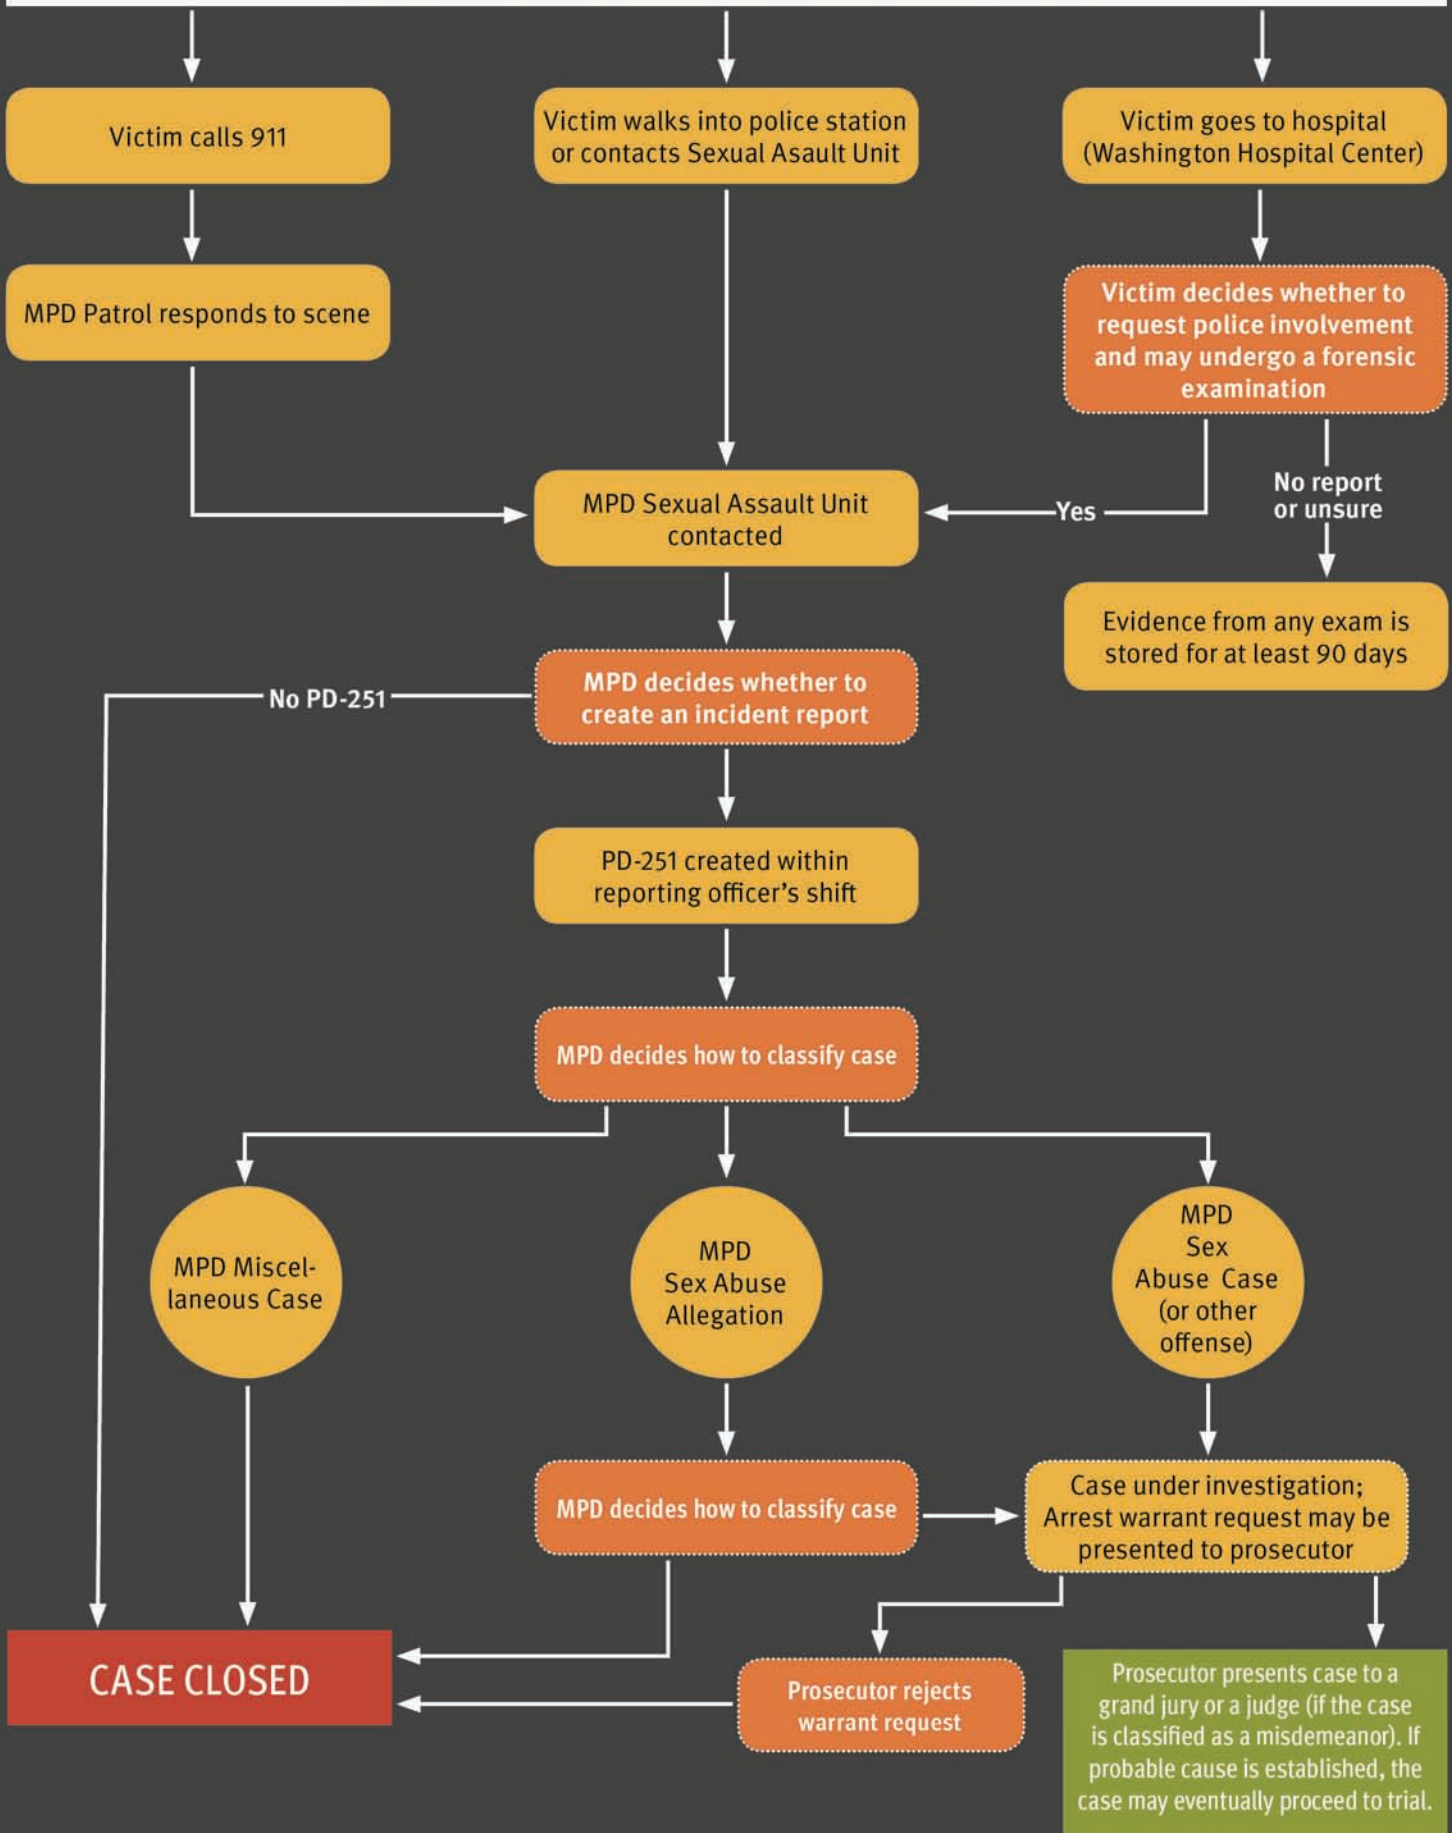 Victim calls 911
Victim walks into police station
or contacts Sexual Asault Unit
Victim goes to hospital
(Washington Hospital Center)
MPD Patrol responds to scene
Victim decides whether to
request police involvement
and may undergo a forensic
examination
No report
or unsure
Yes
MPD Sexual Assault Unit
contacted
Evidence from any exam is
stored for at least 90 days
No PD-251
MPD decides whether to
create an incident report
PD-251 created within
reporting officer’s shift
MPD decides how to classify case
MPD Miscel-
laneous Case
MPD
Sex Abuse
Allegation
MPD
Sex
Abuse Case
(or other
offense)
MPD decides how to classify case
Case under investigation;
Arrest warrant request may be
presented to prosecutor
CASE CLOSED
Prosecutor rejects
warrant request
Prosecutor presents case to a
grand jury or a judge (if the case
is classified as a misdemeanor). If
probable cause is established, the
case may eventually proceed to trial.